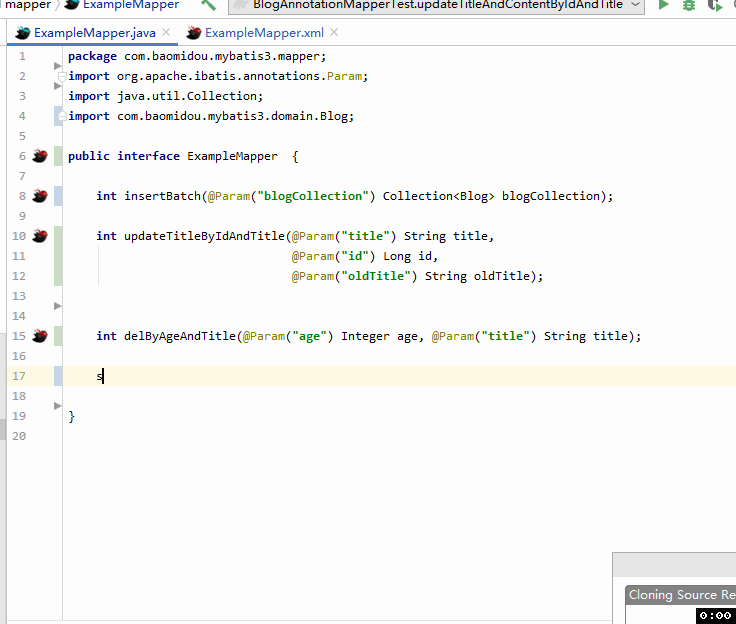 mapper ExampleMapper BlogAnnotationMapperTest.updateTitleAndContentByIdAndTitle
ExampleMapper.java ExampleMapper.xml
1 package com.baomidou.mybatis3.mapper;
2 import org.apache.ibatis.annotations.Param;
3 import java.util.Collection;
4 import com.baomidou.mybatis3.domain.Blog;
5
6 public interface ExampleMapper {
7
8 int insertBatch(@Param("blogCollection") Collection<Blog> blogCollection);
9
10 int updateTitleByIdAndTitle(@Param("title") String title,
11 @Param("id") Long id,
12 @Param("oldTitle") String oldTitle);
13
14
15 int delByAgeAndTitle(@Param("age") Integer age, @Param("title") String title);
16
17 s
18
19 }
20
Cloning Source Re
0:00